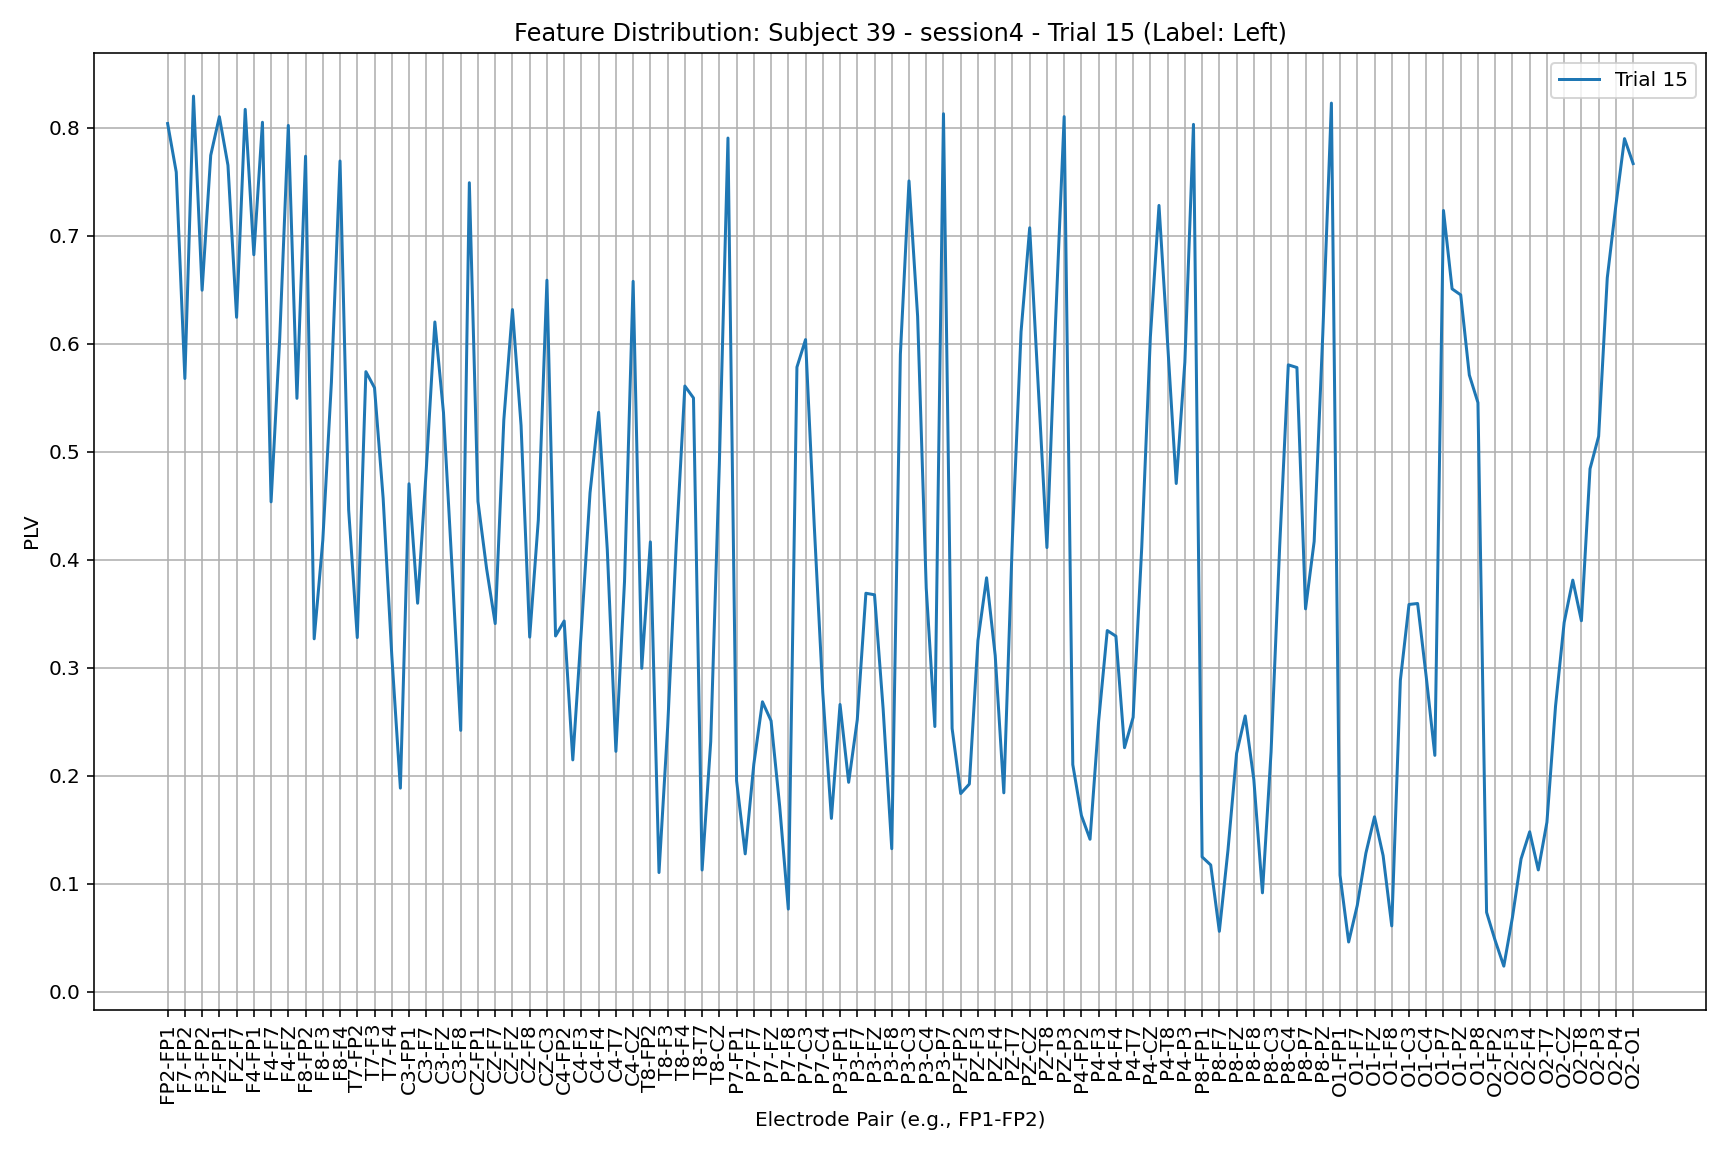 Feature Distribution: Subject 39 - session4 - Trial 15 (Label: Left)
Trial 15
PLV
0.8
0.7
0.6
0.5
0.4
0.3
0.2
0.1
0.0
FP2-FP1
F7-FP2
F3-FP2
FZ-FP1
FZ-F7
F4-FP1
F4-F7
F4-FZ
F8-FP2
F8-F3
F8-F4
T7-FP2
T7-F3
T7-F4
C3-FP1
C3-F7
C3-FZ
C3-F8
CZ-FP1
CZ-F7
CZ-FZ
CZ-F8
CZ-C3
C4-FP2
C4-F3
C4-F4
C4-T7
C4-CZ
T8-FP2
T8-F3
T8-F4
T8-T7
T8-CZ
P7-FP1
P7-F7
P7-FZ
P7-F8
P7-C3
P7-C4
P3-FP1
P3-F7
P3-FZ
P3-F8
P3-C3
P3-C4
P3-P7
PZ-FP2
PZ-F3
PZ-F4
PZ-T7
PZ-CZ
PZ-T8
PZ-P3
P4-FP2
P4-F3
P4-F4
P4-T7
P4-CZ
P4-T8
P4-P3
P8-FP1
P8-F7
P8-FZ
P8-F8
P8-C3
P8-C4
P8-P7
P8-PZ
O1-FP1
O1-F7
O1-FZ
O1-F8
O1-C3
O1-C4
O1-P7
O1-PZ
O1-P8
O2-FP2
O2-F3
O2-F4
O2-T7
O2-CZ
O2-T8
O2-P3
O2-P4
O2-O1
Electrode Pair (e.g., FP1-FP2)